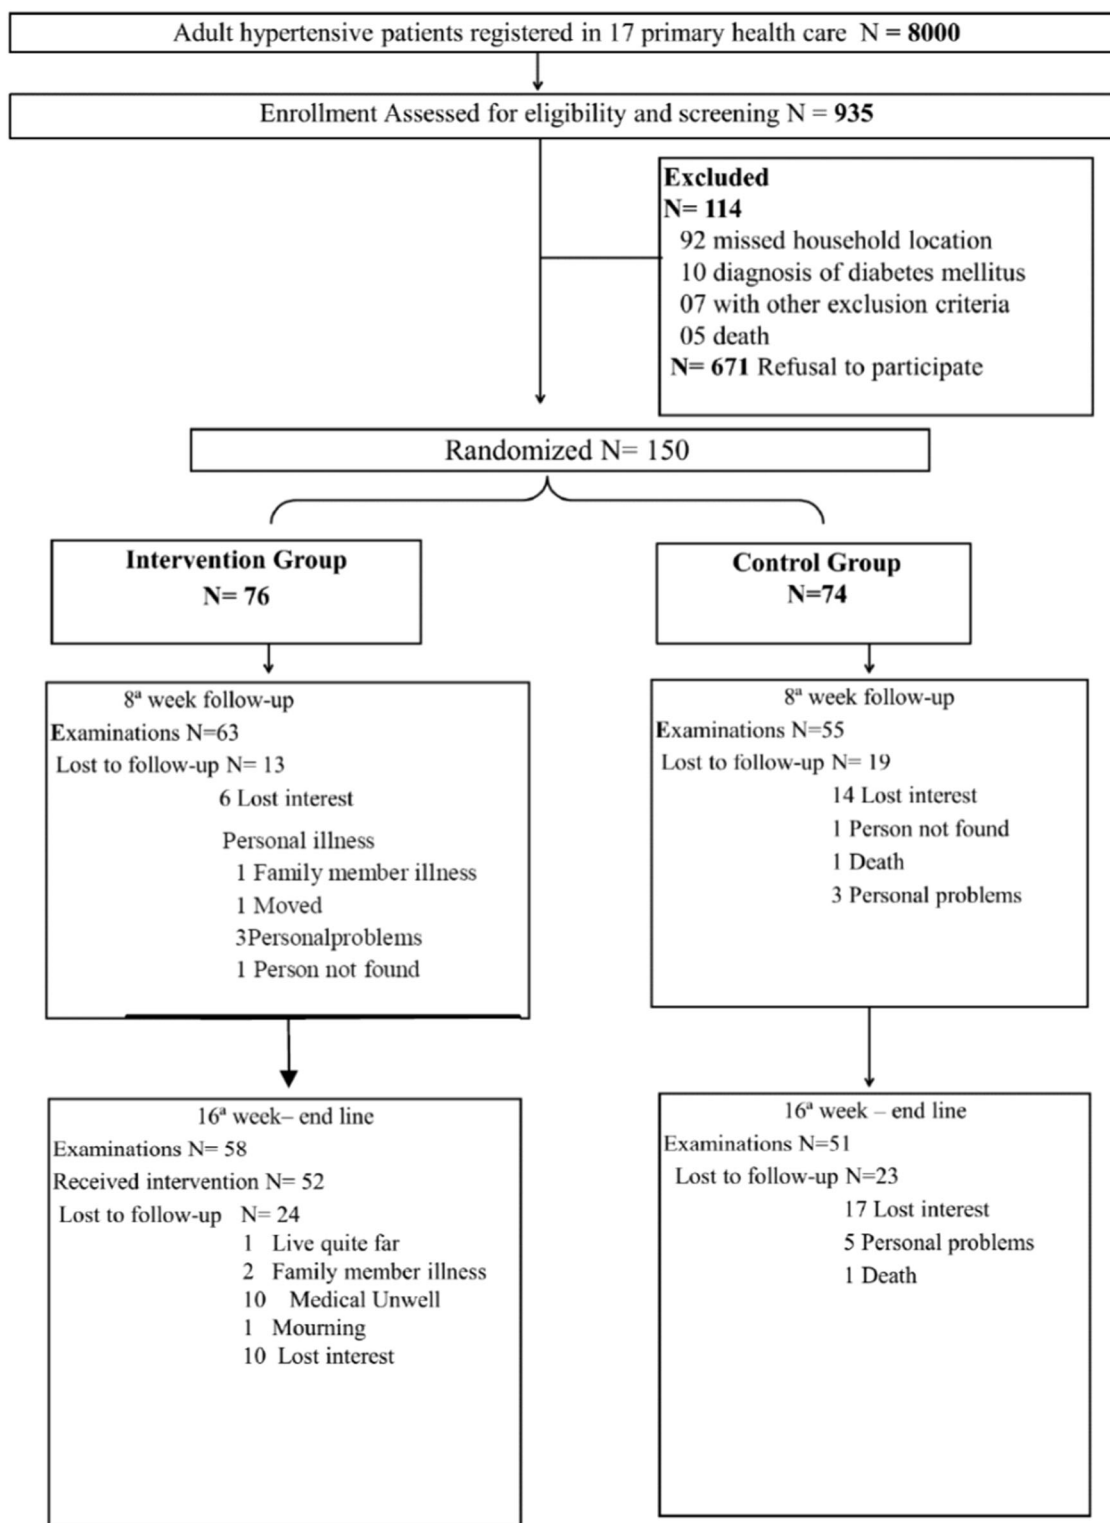 Adult hypertensive patients registered in 17 primary health care N = 8000
Enrollment Assessed for eligibility and screening N = 935
Excluded
N= 114
92 missed household location
10 diagnosis of diabetes mellitus
07 with other exclusion criteria
05 death
N= 671 Refusal to participate
Randomized N= 150
Intervention Group
N= 76
Control Group
N=74
8ª week follow-up
Examinations N=63
Lost to follow-up N= 13
6 Lost interest
Personal illness
1 Family member illness
1 Moved
3Personalproblems
1 Person not found
8ª week follow-up
Examinations N=55
Lost to follow-up N= 19
14 Lost interest
1 Person not found
1 Death
3 Personal problems
16ª week– end line
Examinations N= 58
Received intervention N= 52
Lost to follow-up N= 24
1 Live quite far
2 Family member illness
10 Medical Unwell
1 Mourning
10 Lost interest
16ª week – end line
Examinations N=51
Lost to follow-up N=23
17 Lost interest
5 Personal problems
1 Death